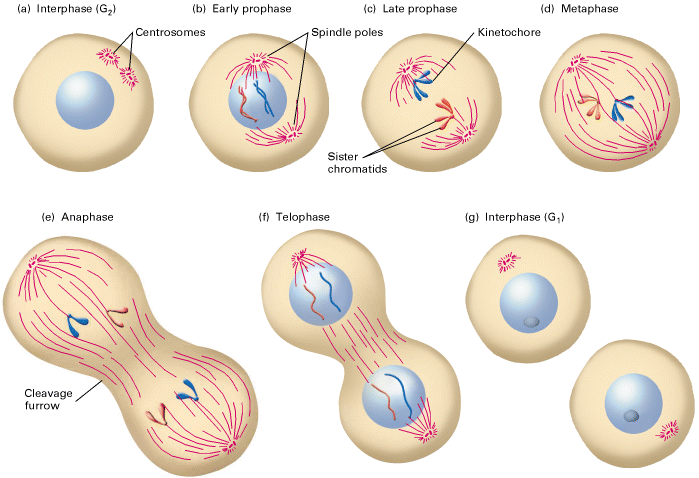 (a) Interphase (G2)
(b) Early prophase
(c) Late prophase
(d) Metaphase
Centrosomes
Spindle poles
Kinetochore
Sister
chromatids
(e) Anaphase
(f) Telophase
(g) Interphase (G1)
Cleavage
furrow